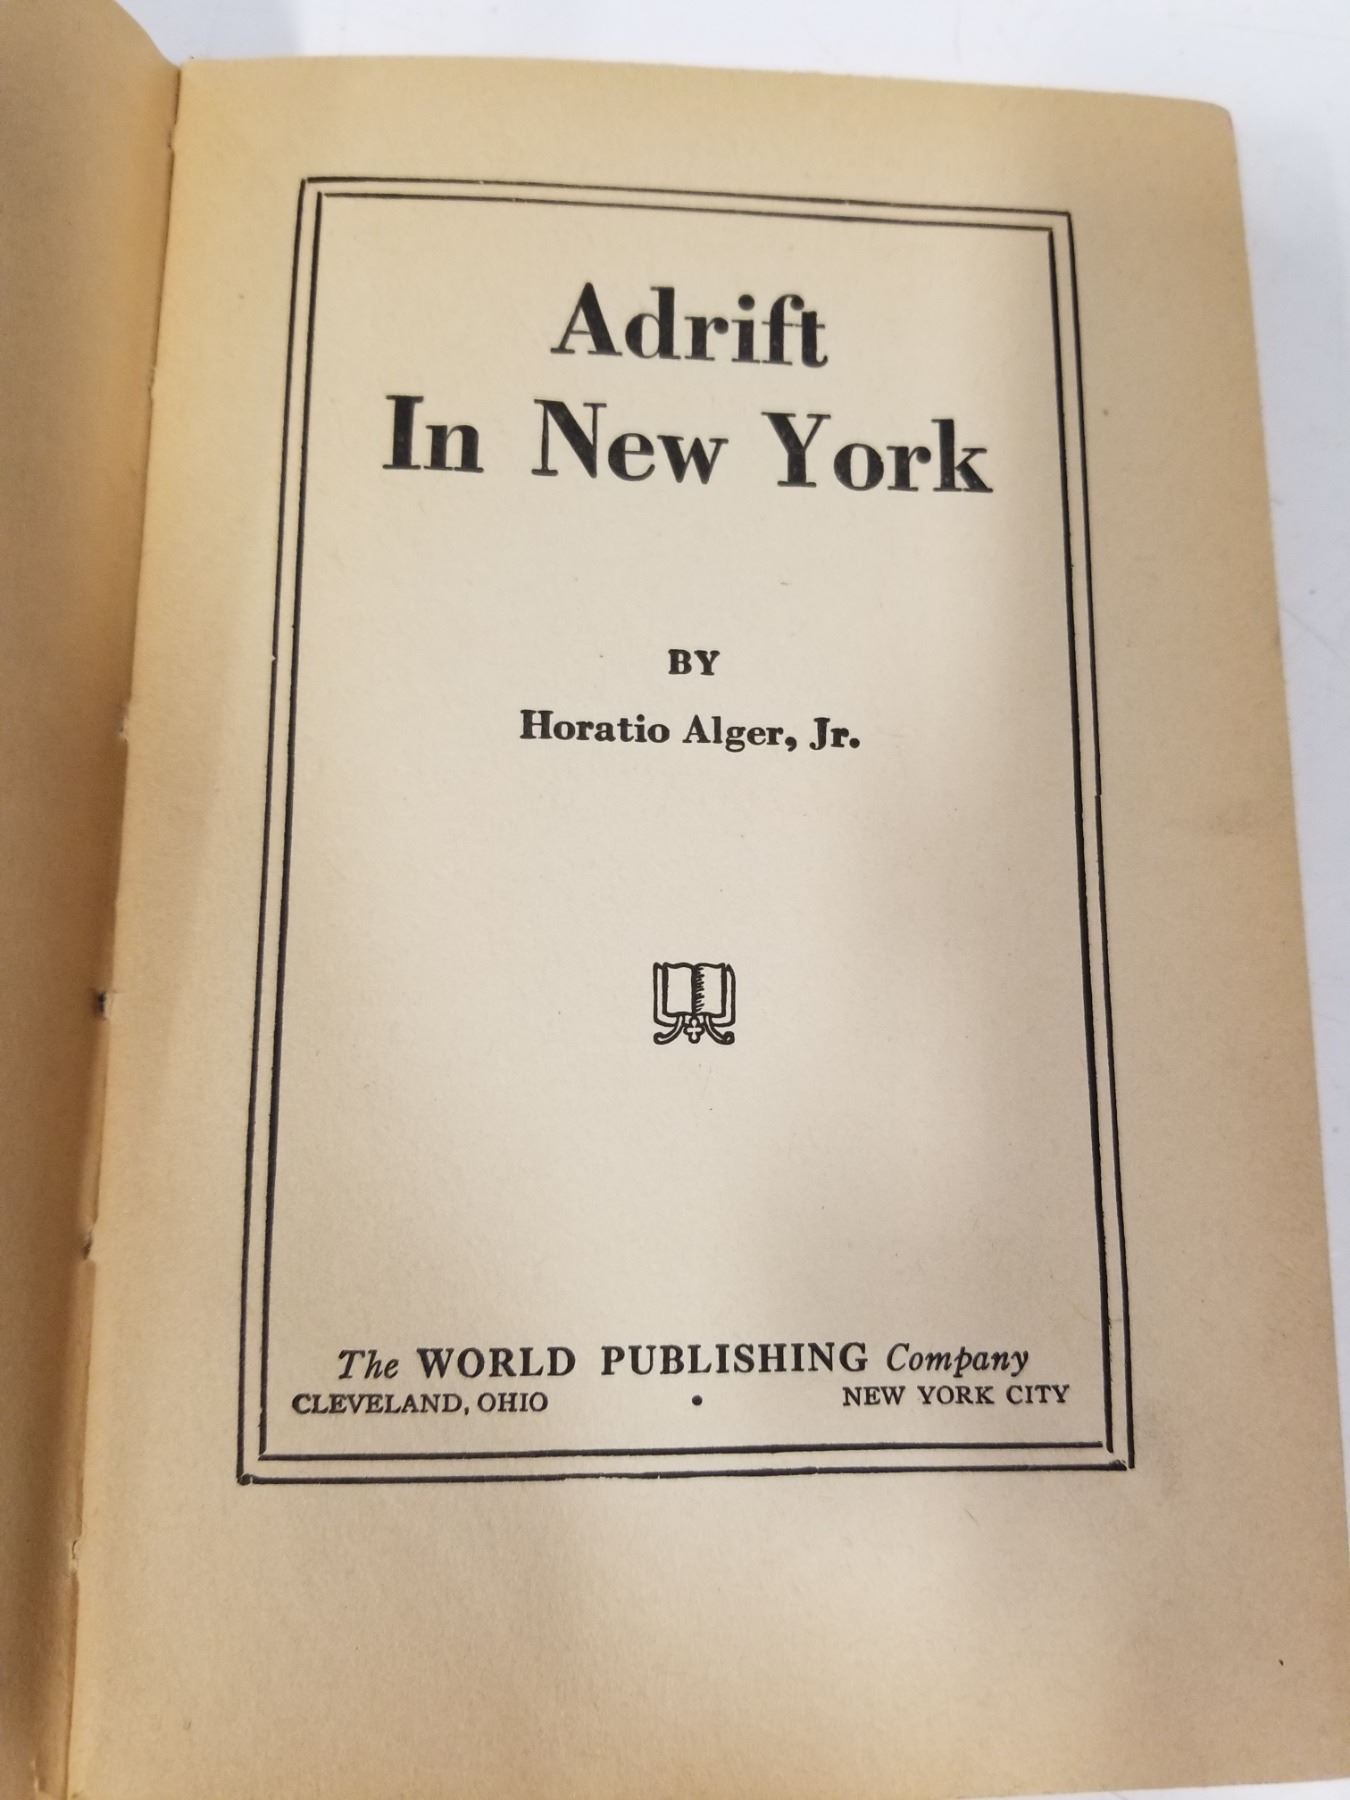 Adrift
In New York
BY
Horatio Alger, Jr.
The WORLD PUBLISHING Company
CLEVELAND, OHIO • NEW YORK CITY